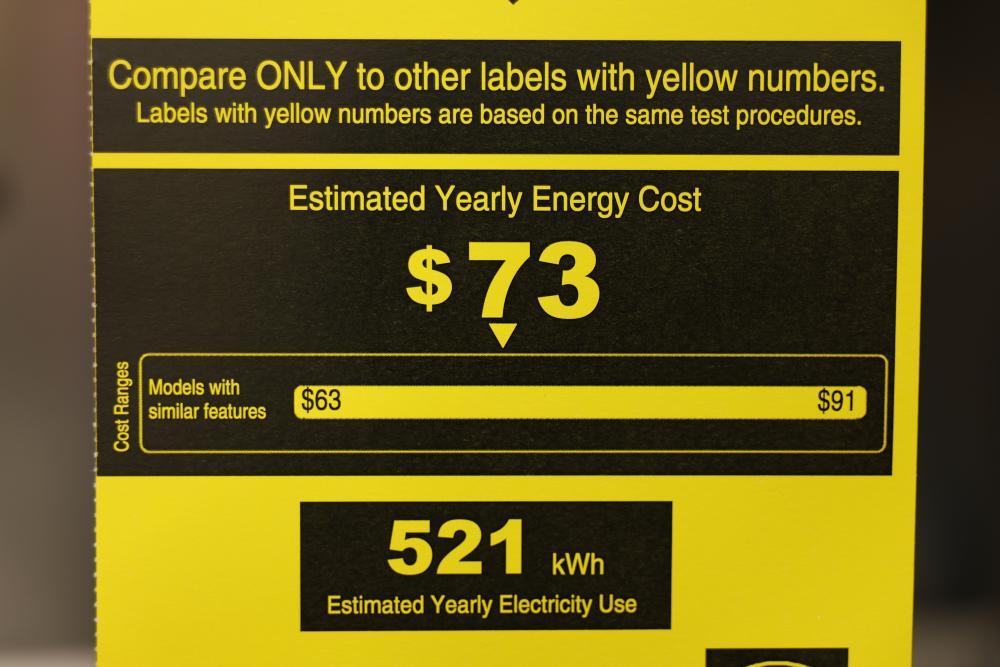 Compare ONLY to other labels with yellow numbers.
Labels with yellow numbers are based on the same test procedures.
Estimated Yearly Energy Cost
$73
Cost Ranges
Models with
similar features
$63
$91
521 kWh
Estimated Yearly Electricity Use